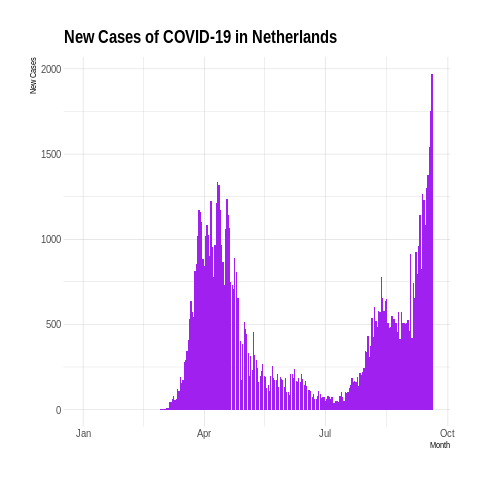 New Cases of COVID-19 in Netherlands
New Cases
2000
1500
1000
500
0
Jan Apr Jul Oct
Month